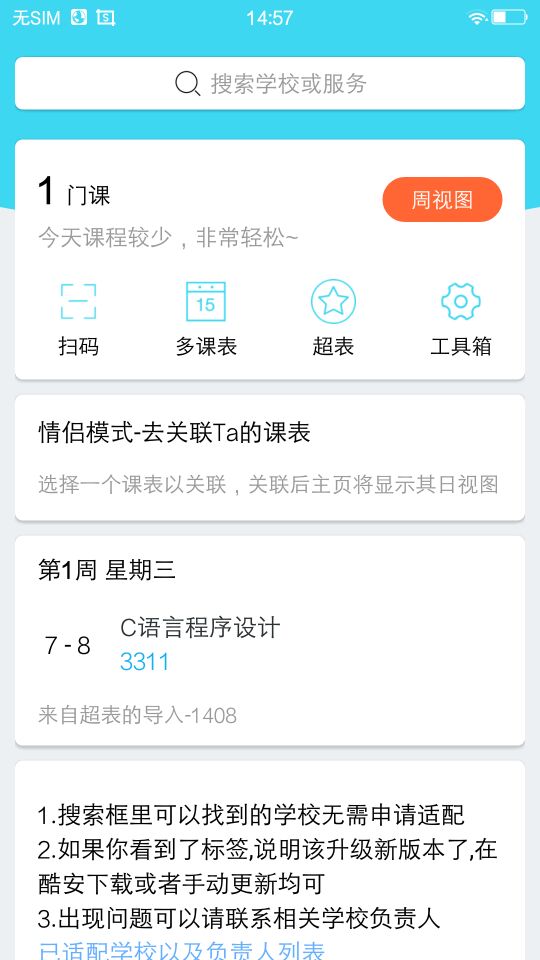 无SIM
14:57
搜索学校或服务
1 门课
周视图
今天课程较少，非常轻松~
15
扫码
多课表
超表
工具箱
情侣模式-去关联Ta的课表
选择一个课表以关联，关联后主页将显示其日视图
第1周 星期三
C语言程序设计
7 - 8
3311
来自超表的导入-1408
1.搜索框里可以找到的学校无需申请适配
2.如果你看到了标签,说明该升级新版本了,在
酷安下载或者手动更新均可
3.出现问题可以请联系相关学校负责人
已适配学校以及负责人列表